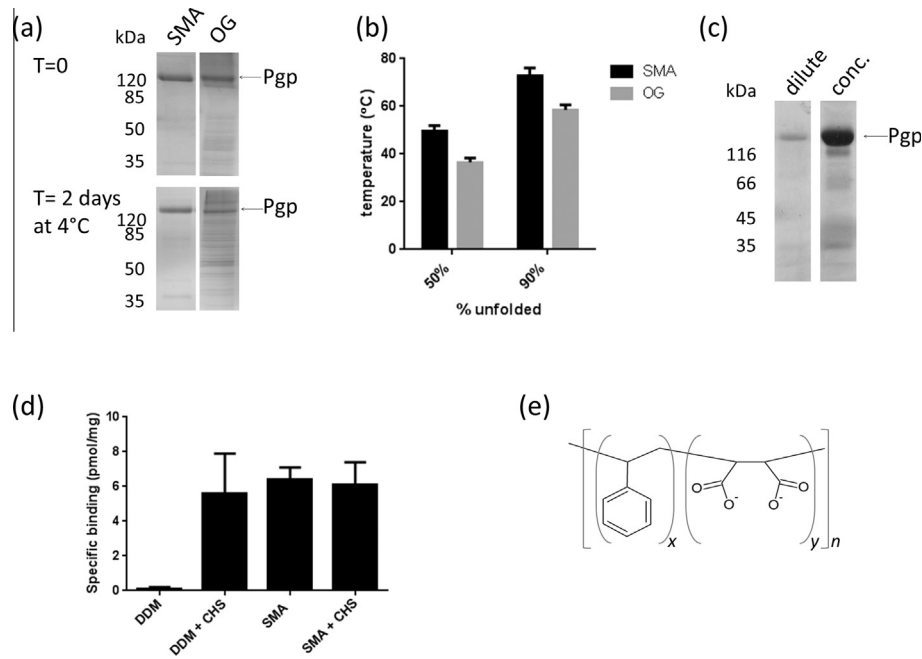 (a)
kDa
SMA
OG
T=0
120
85
50
35
Pgp
T= 2 days
at 4°C
120
85
50
35
Pgp
(b)
80
60
40
20
0
temperature (°C)
50%
90%
% unfolded
SMA
OG
(c)
kDa
dilute
conc.
116
66
45
35
Pgp
(d)
10
8
6
4
2
0
Specific binding (pmol/mg)
DDM
DDM + CHS
SMA
SMA + CHS
(e)
O
O-
O-
O
x
y
n